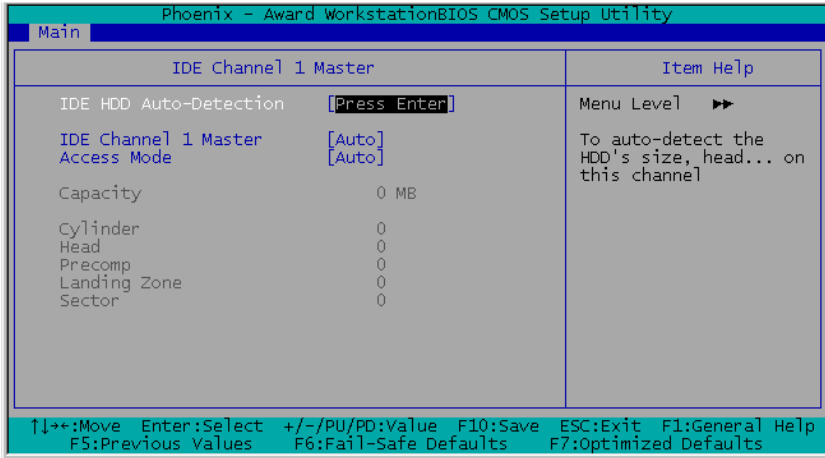 Phoenix - Award WorkstationBIOS CMOS Setup Utility
Main
IDE Channel 1 Master
Item Help
IDE HDD Auto-Detection [Press Enter]
Menu Level ▶▶
IDE Channel 1 Master [Auto]
To auto-detect the
Access Mode [Auto]
HDD's size, head... on
this channel
Capacity 0 MB
Cylinder 0
Head 0
Precomp 0
Landing Zone 0
Sector 0
↑↓→←:Move Enter:Select +/-/PU/PD:Value F10:Save ESC:Exit F1:General Help
F5:Previous Values F6:Fail-Safe Defaults F7:Optimized Defaults